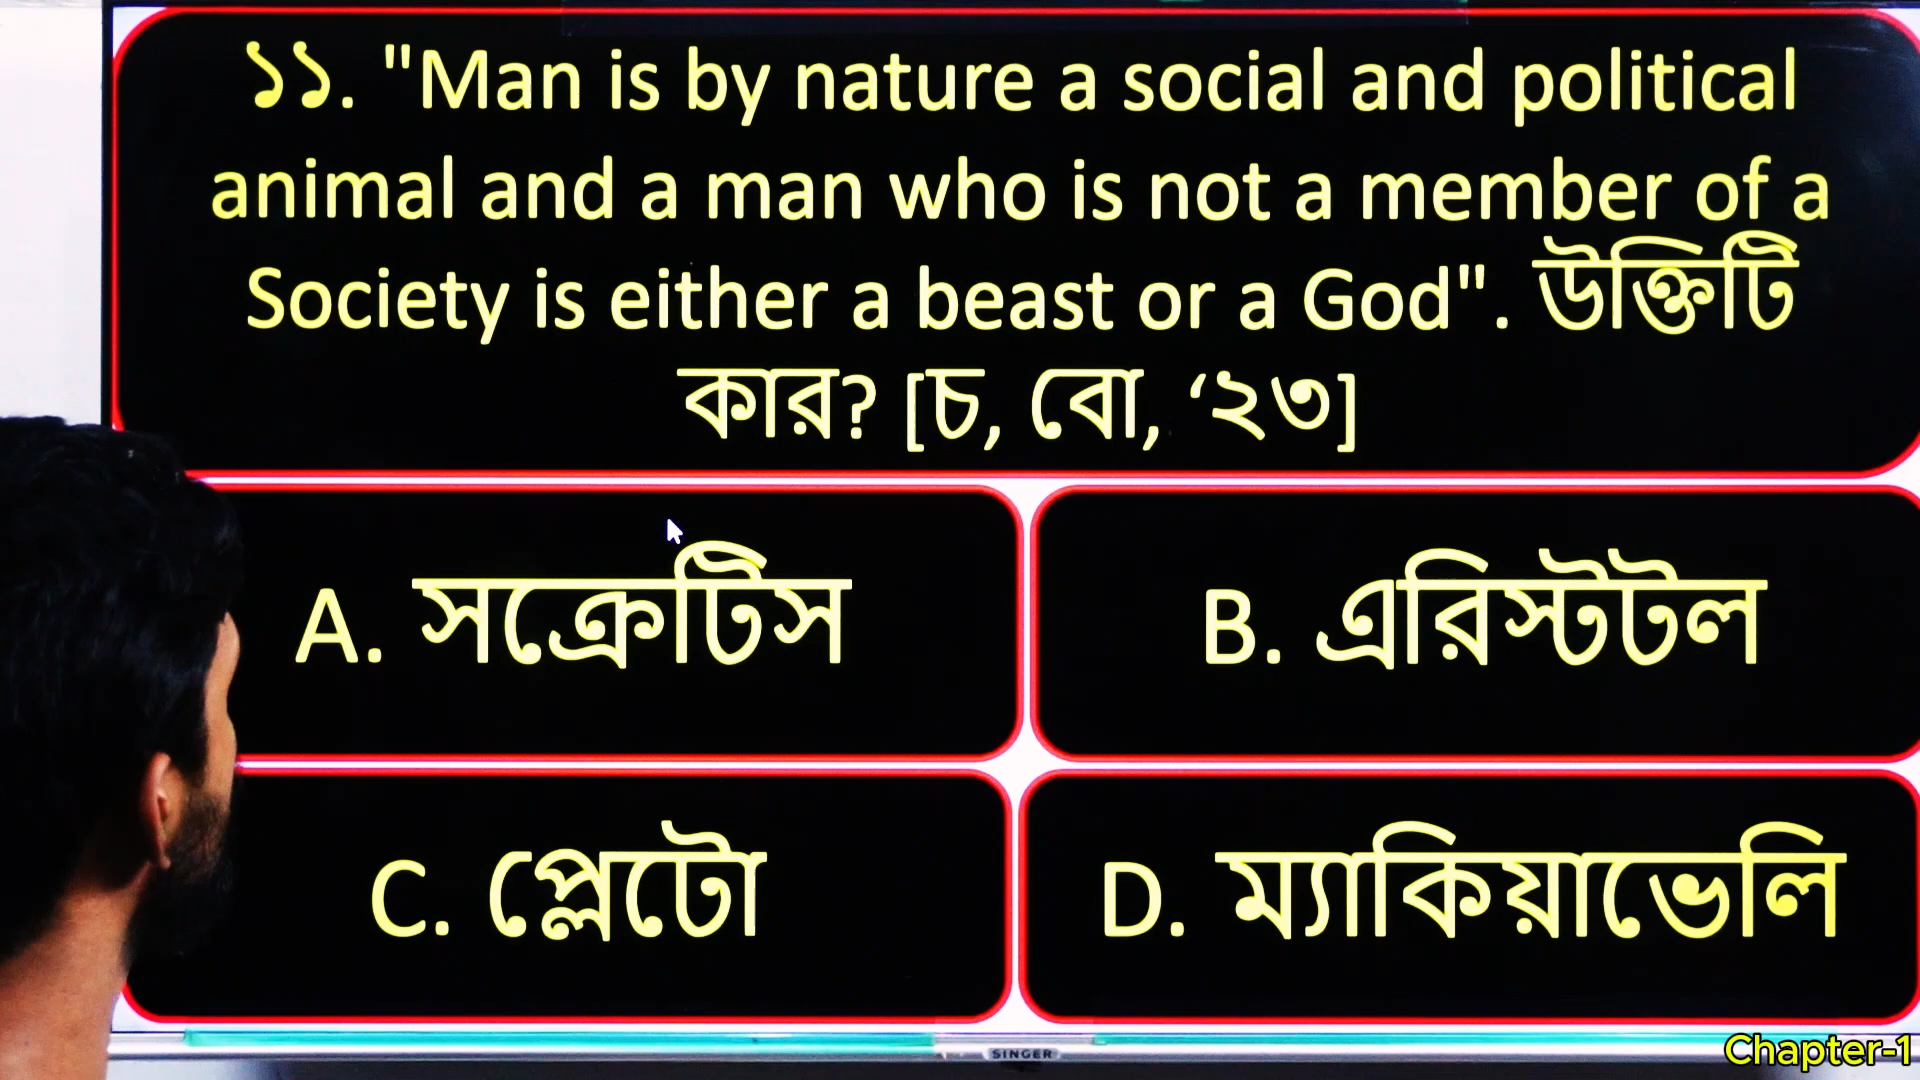 ১১. "Man is by nature a social and political
animal and a man who is not a member of a
Society is either a beast or a God". উক্তিটি
কার? [চ, বো, ‘২৩]
A. সক্রেটিস
B. এরিস্টটল
C. প্লেটো
D. ম্যাকিয়াভেলি
SINGER
Chapter-1